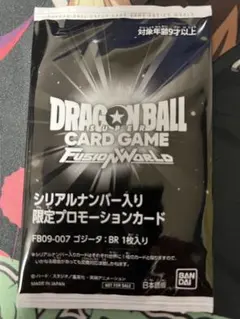 対象年齢9才以上
DRAGON BALL
SUPER
CARD GAME
FUSION WORLD
シリアルナンバー入り
限定プロモーションカード
FB09-007 ゴジータ：BR 1枚入り
MADE IN JAPAN
NOT FOR SALE
日本語版
BAN
DAI